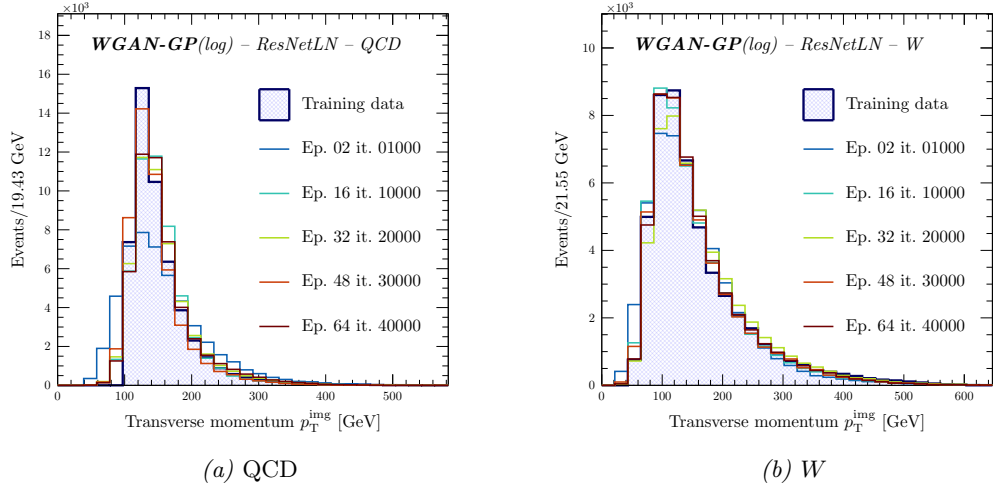 ×10³
WGAN-GP(log) – ResNetLN – QCD
Training data
Ep. 02 it. 01000
Ep. 16 it. 10000
Ep. 32 it. 20000
Ep. 48 it. 30000
Ep. 64 it. 40000
Events/19.43 GeV
18
16
14
12
10
8
6
4
2
0
0 100 200 300 400 500
Transverse momentum p_T^img [GeV]
(a) QCD
×10³
WGAN-GP(log) – ResNetLN – W
Training data
Ep. 02 it. 01000
Ep. 16 it. 10000
Ep. 32 it. 20000
Ep. 48 it. 30000
Ep. 64 it. 40000
Events/21.55 GeV
10
8
6
4
2
0
0 100 200 300 400 500 600
Transverse momentum p_T^img [GeV]
(b) W